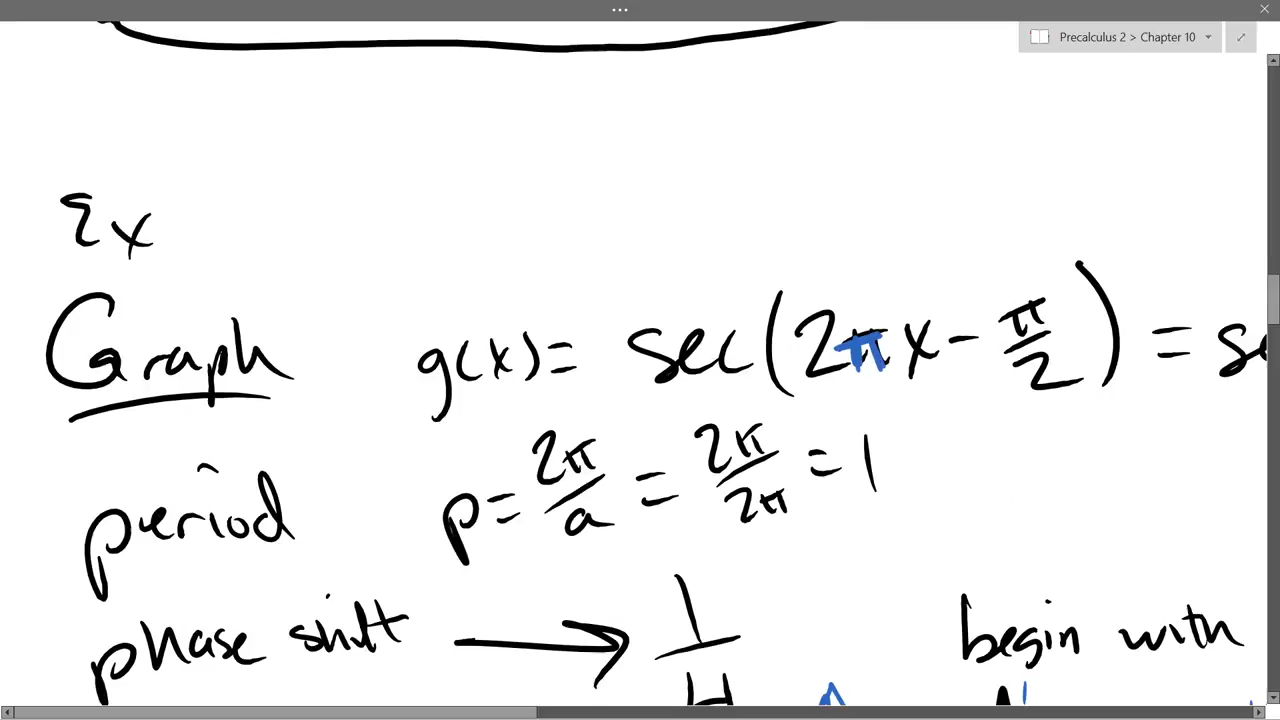 Precalculus 2 > Chapter 10
Ex
Graph g(x) = sec(2πx - π/2) =
period p = 2π/a = 2π/2π = 1
phase shift → 1/4 begin with